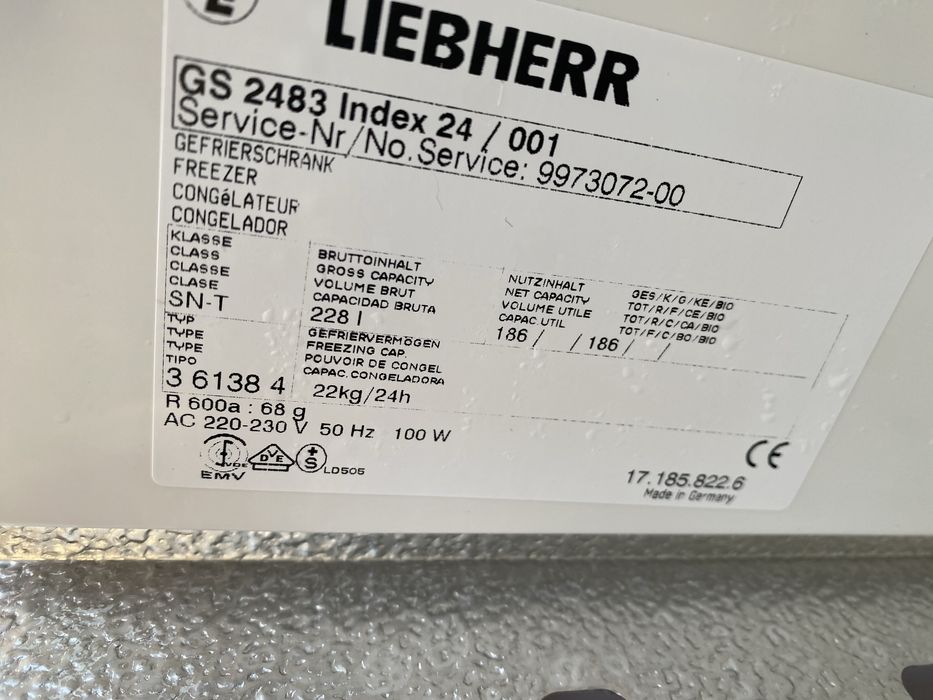 LIEBHERR
GS 2483 Index 24 / 001
Service-Nr/No.Service: 9973072-00
GEFRIERSCHRANK
FREEZER
CONGéLATEUR
CONGELADOR
KLASSE
CLASS
CLASSE
CLASE
SN-T
BRUTTOINHALT
GROSS CAPACITY
VOLUME BRUT
CAPACIDAD BRUTA
228 l
NUTZINHALT
NET CAPACITY
VOLUME UTILE
CAPAC.UTIL
GES/K/G/KE/BIO
TOT/R/F/CE/BIO
TOT/R/C/CA/BIO
TOT/F/C/BO/BIO
186 / / 186 / /
TYP
TYPE
TYPE
TIPO
3 6138 4
GEFRIERVERMÖGEN
FREEZING CAP.
POUVOIR DE CONGEL
CAPAC.CONGELADORA
22kg/24h
R 600a : 68 g
AC 220-230 V 50 Hz 100 W
VDE
EMV
DVE
+S
LD505
CE
17.185.822.6
Made in Germany